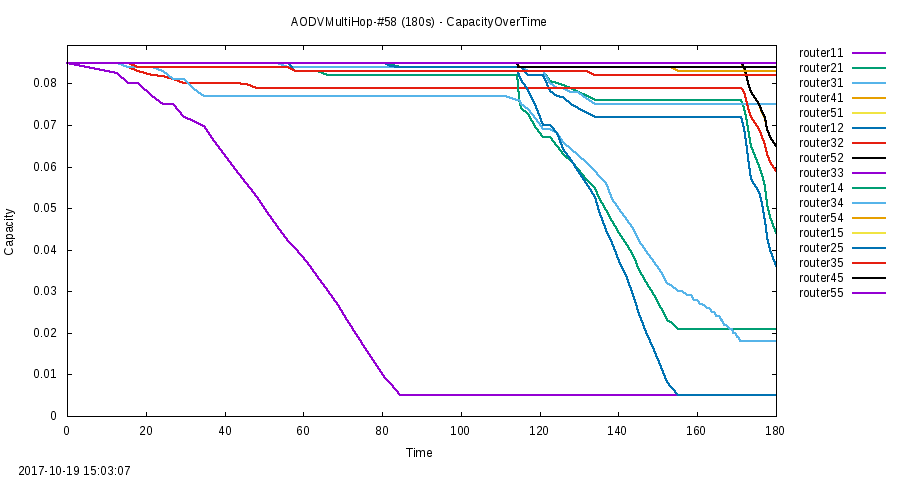 AODVMultiHop-#58 (180s) - CapacityOverTime
router11
router21
router31
router41
router51
router12
router32
router52
router33
router14
router34
router54
router15
router25
router35
router45
router55
0.08
0.07
0.06
0.05
0.04
0.03
0.02
0.01
0
Capacity
0 20 40 60 80 100 120 140 160 180
Time
2017-10-19 15:03:07